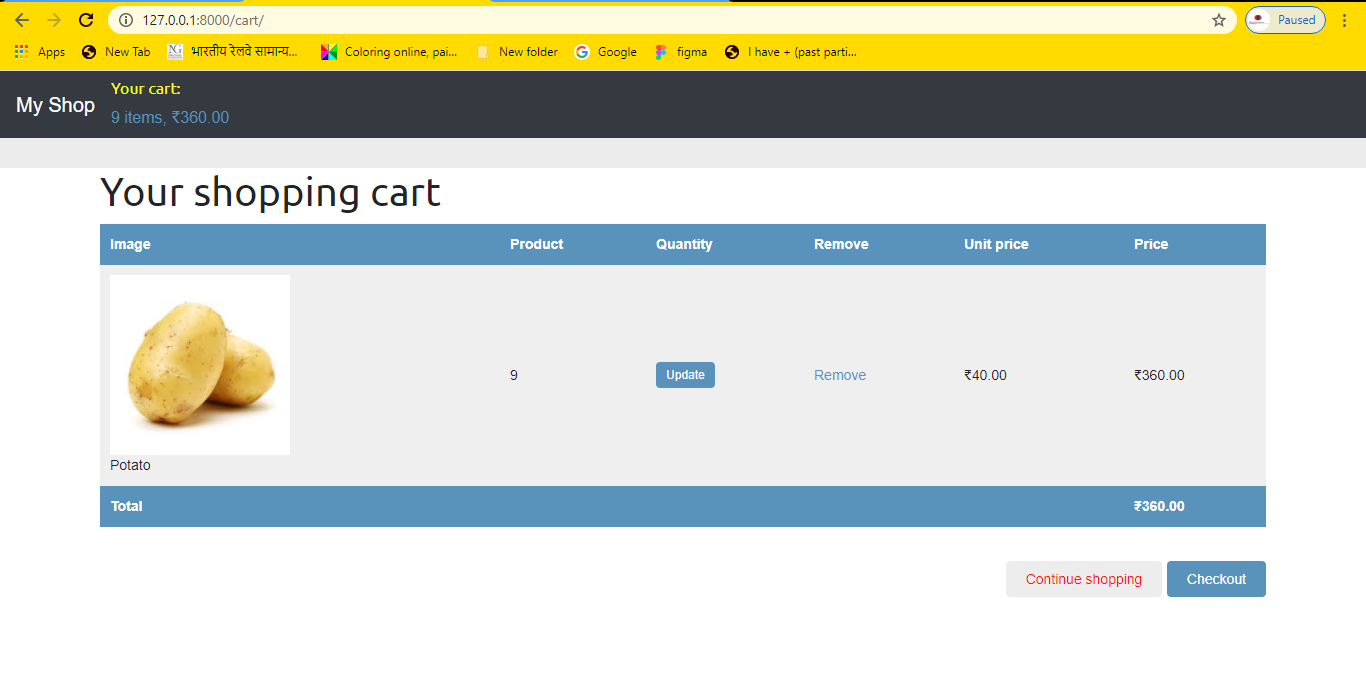 127.0.0.1:8000/cart/
Paused
Apps New Tab NG भारतीय रेलवे सामान्य... Coloring online, pai... New folder Google figma I have + (past parti...
My Shop
Your cart:
9 items, ₹360.00
Your shopping cart
Image Product Quantity Remove Unit price Price
9 Update Remove ₹40.00 ₹360.00
Potato
Total ₹360.00
Continue shopping Checkout